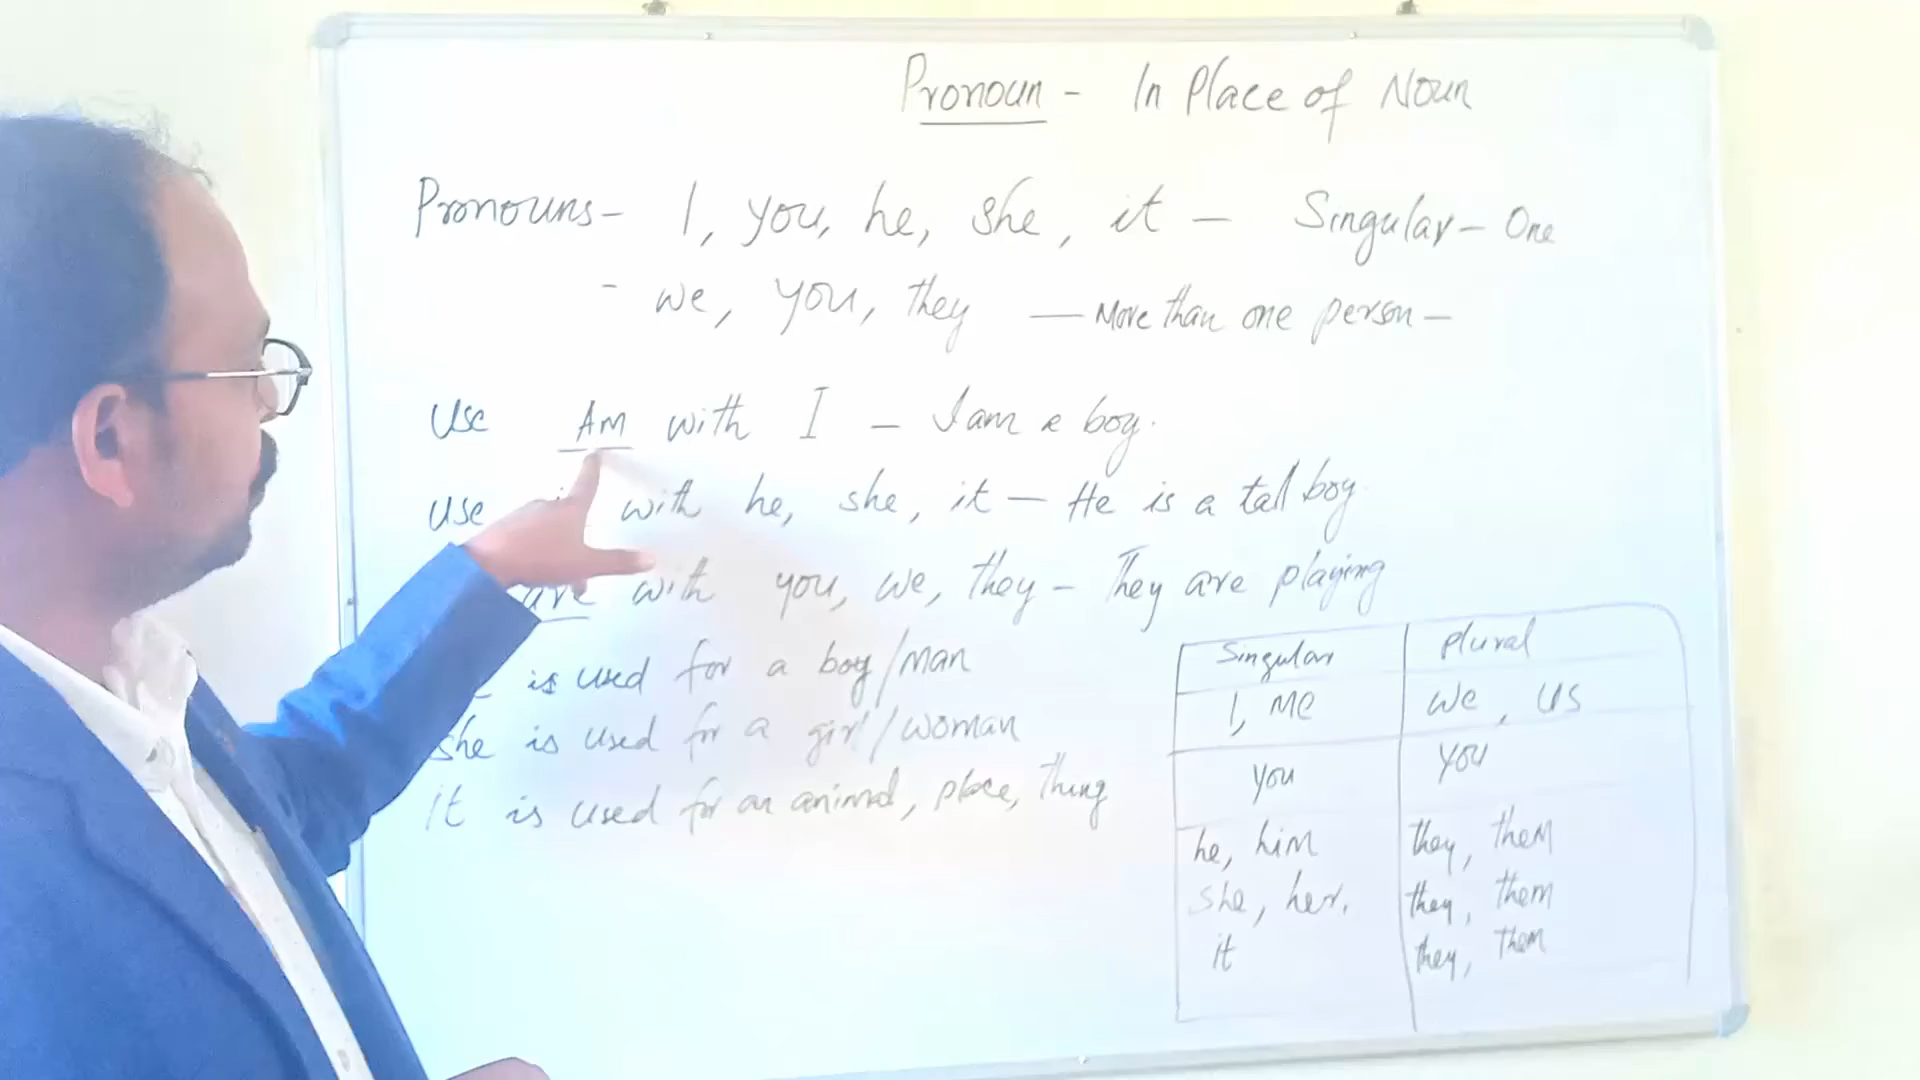 Pronoun - In Place of Noun
Pronouns- I, you, he, she, it - Singular - One
- we, you, they - More than one person -
Use Am with I - I am a boy.
Use with he, she, it - He is a tall boy.
are with you, we, they - They are playing
is used for a boy/man
She is used for a girl/woman
it is used for an animal, place, thing
Singular plural
I, me we, us
you you
he, him they, them
she, her, they, them
it they, them